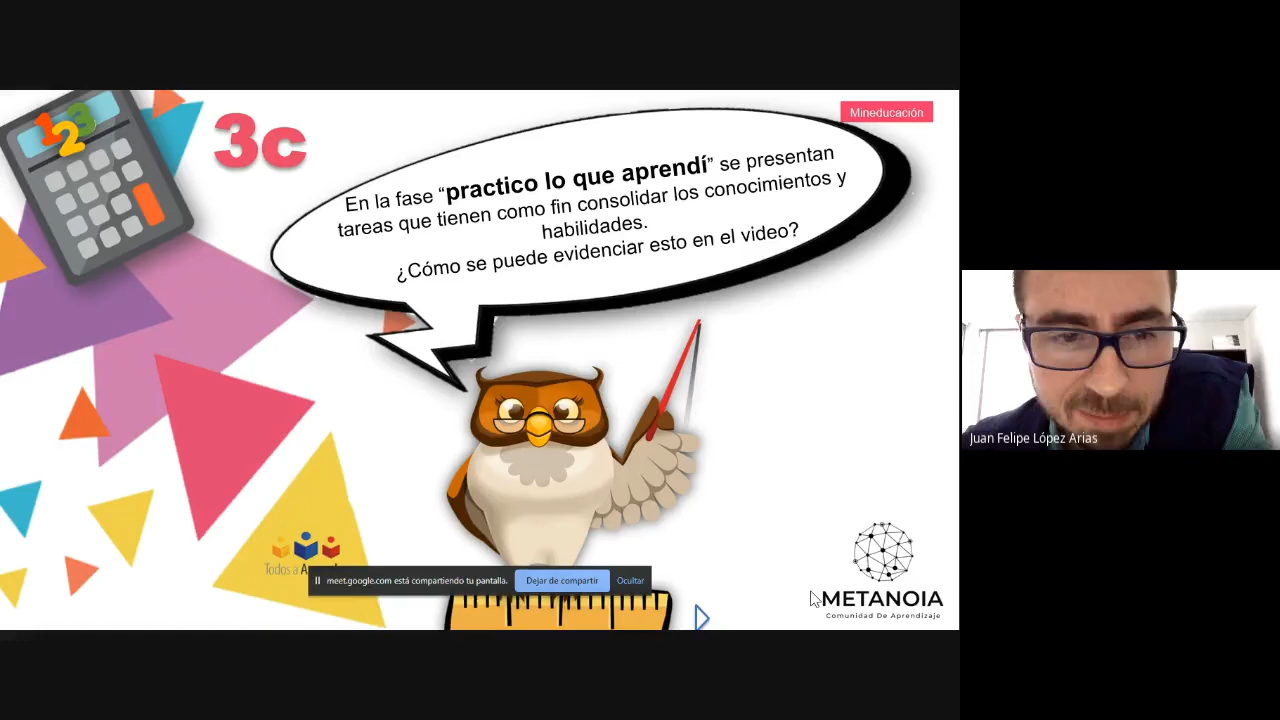 123
3c
Mineducación
En la fase “practico lo que aprendí” se presentan
tareas que tienen como fin consolidar los conocimientos y
habilidades.
¿Cómo se puede evidenciar esto en el video?
Juan Felipe López Arias
Todos a
meet.google.com está compartiendo tu pantalla.
Dejar de compartir
Ocultar
METANOIA
Comunidad De Aprendizaje